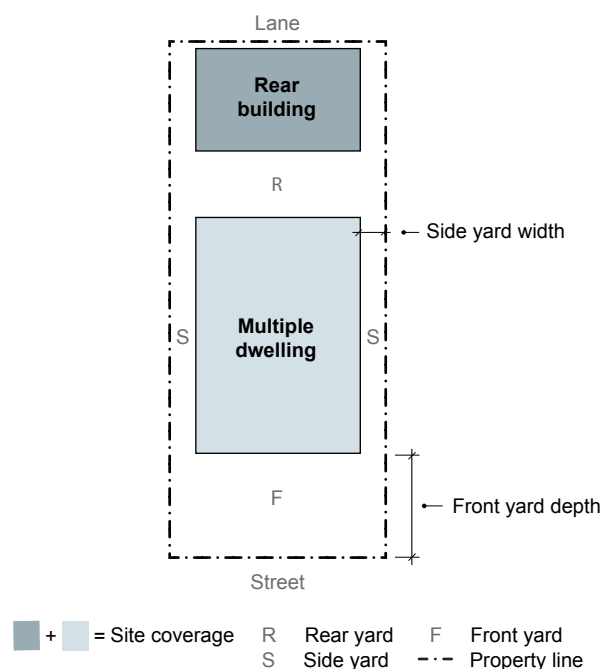 Lane
Rear
building
R
Side yard width
S
Multiple
dwelling
S
F
Front yard depth
Street
+ = Site coverage R Rear yard F Front yard
S Side yard Property line